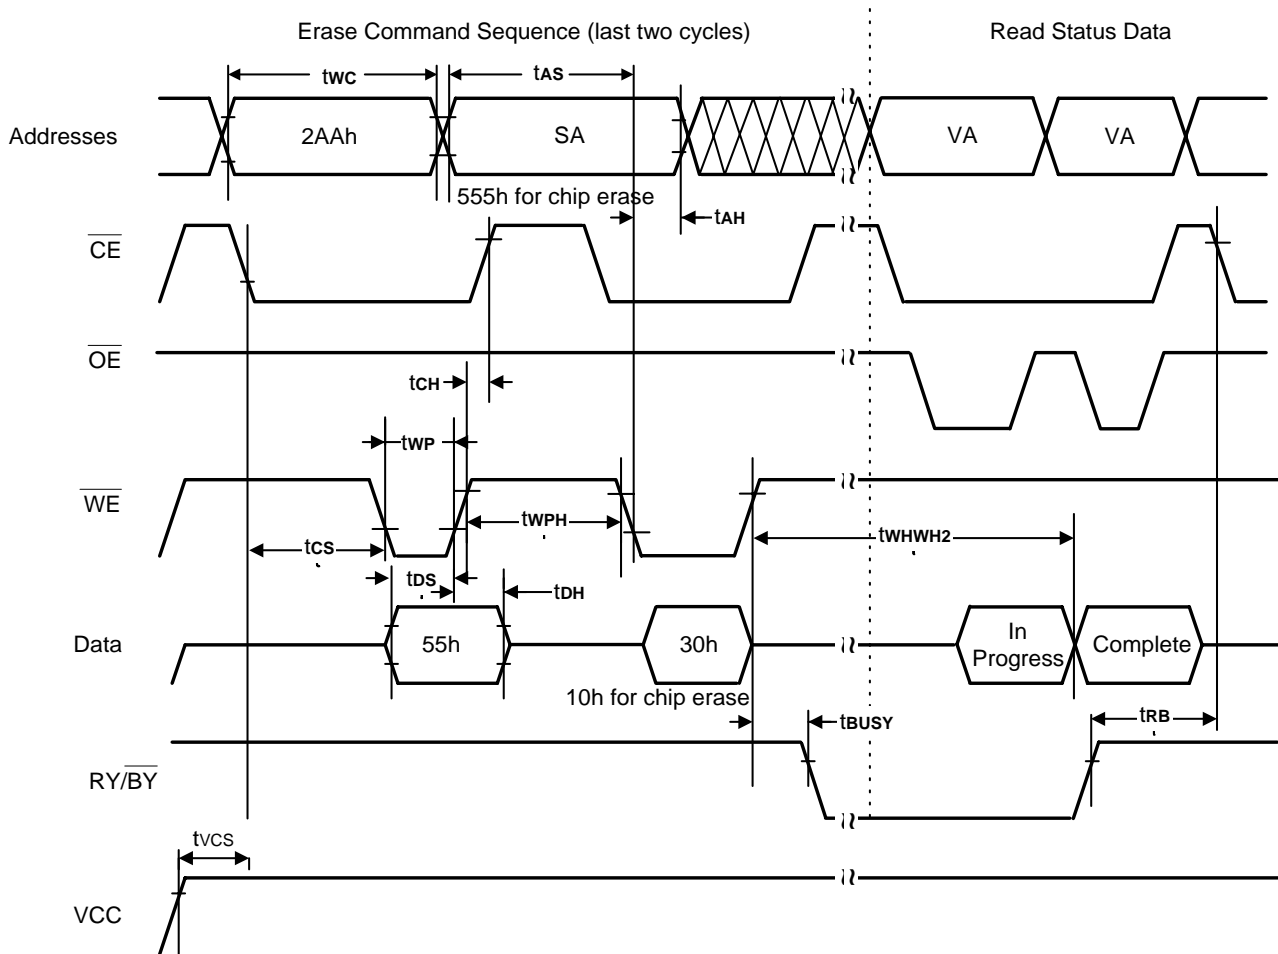 Erase Command Sequence (last two cycles)
Read Status Data
tWC
tAS
Addresses
2AAh
SA
VA
VA
555h for chip erase
tAH
CE
OE
tCH
tWP
WE
tWPH
tWHWH2
tCS
tDS
tDH
Data
55h
30h
In
Progress
Complete
10h for chip erase
tBUSY
tRB
RY/BY
tVCS
VCC